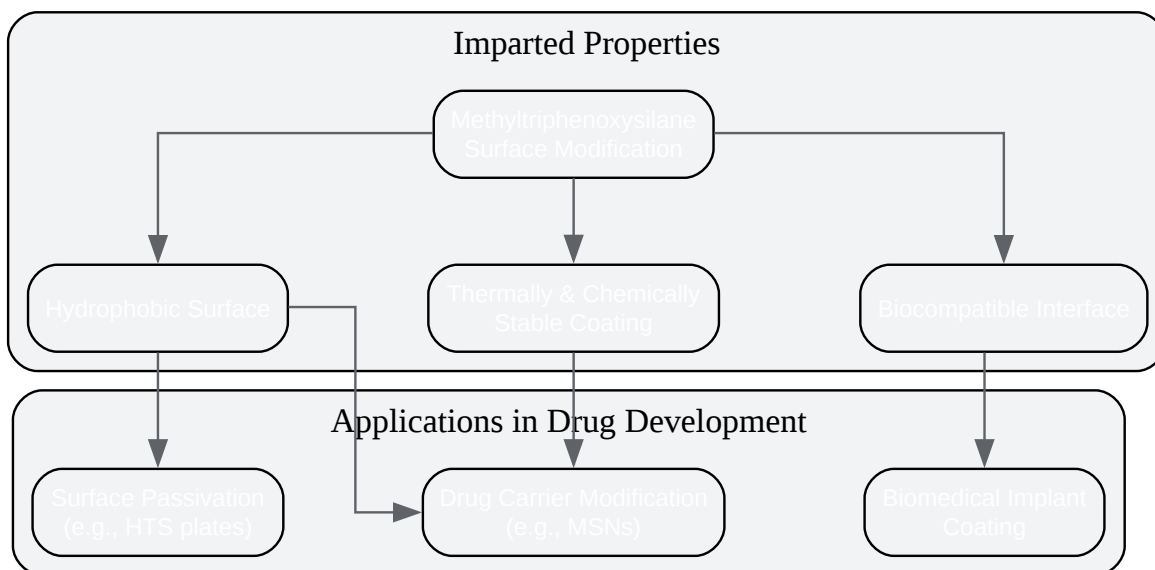 Imparted Properties
Methyltriphenoxysilane
Surface Modification
Hydrophobic Surface
Thermally & Chemically
Stable Coating
Biocompatible Interface
Applications in Drug Development
Surface Passivation
(e.g., HTS plates)
Drug Carrier Modification
(e.g., MSNs)
Biomedical Implant
Coating